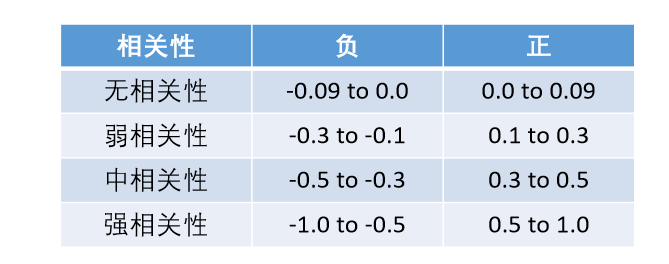 相关性 负 正
无相关性 -0.09 to 0.0 0.0 to 0.09
弱相关性 -0.3 to -0.1 0.1 to 0.3
中相关性 -0.5 to -0.3 0.3 to 0.5
强相关性 -1.0 to -0.5 0.5 to 1.0